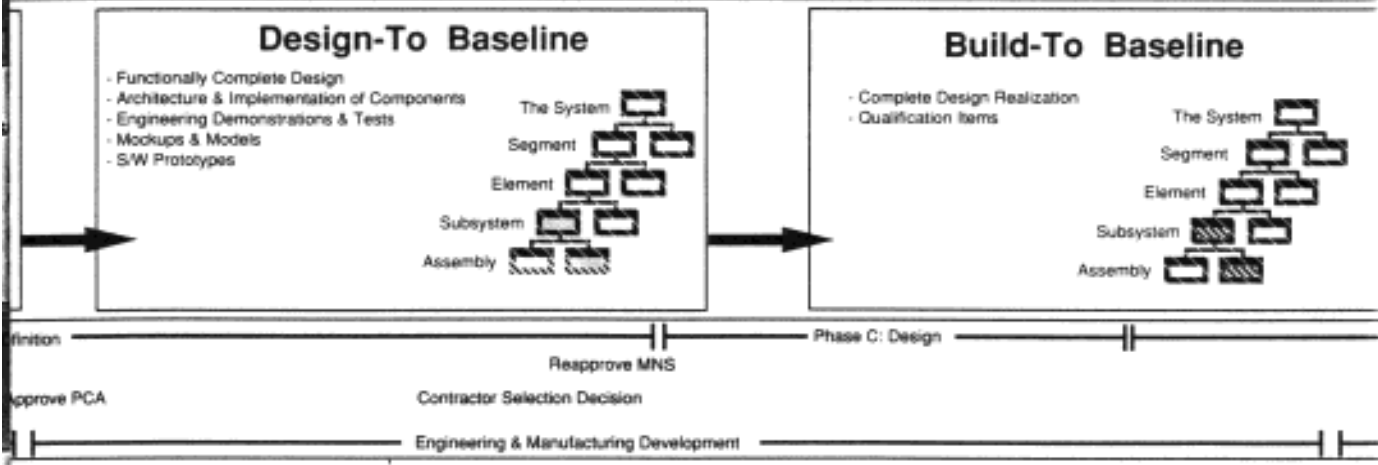 Design-To Baseline
- Functionally Complete Design
- Architecture & Implementation of Components
- Engineering Demonstrations & Tests
- Mockups & Models
- S/W Prototypes
The System
Segment
Element
Subsystem
Assembly
Build-To Baseline
- Complete Design Realization
- Qualification Items
The System
Segment
Element
Subsystem
Assembly
finition
Phase C: Design
Reapprove MNS
Approve PCA
Contractor Selection Decision
Engineering & Manufacturing Development